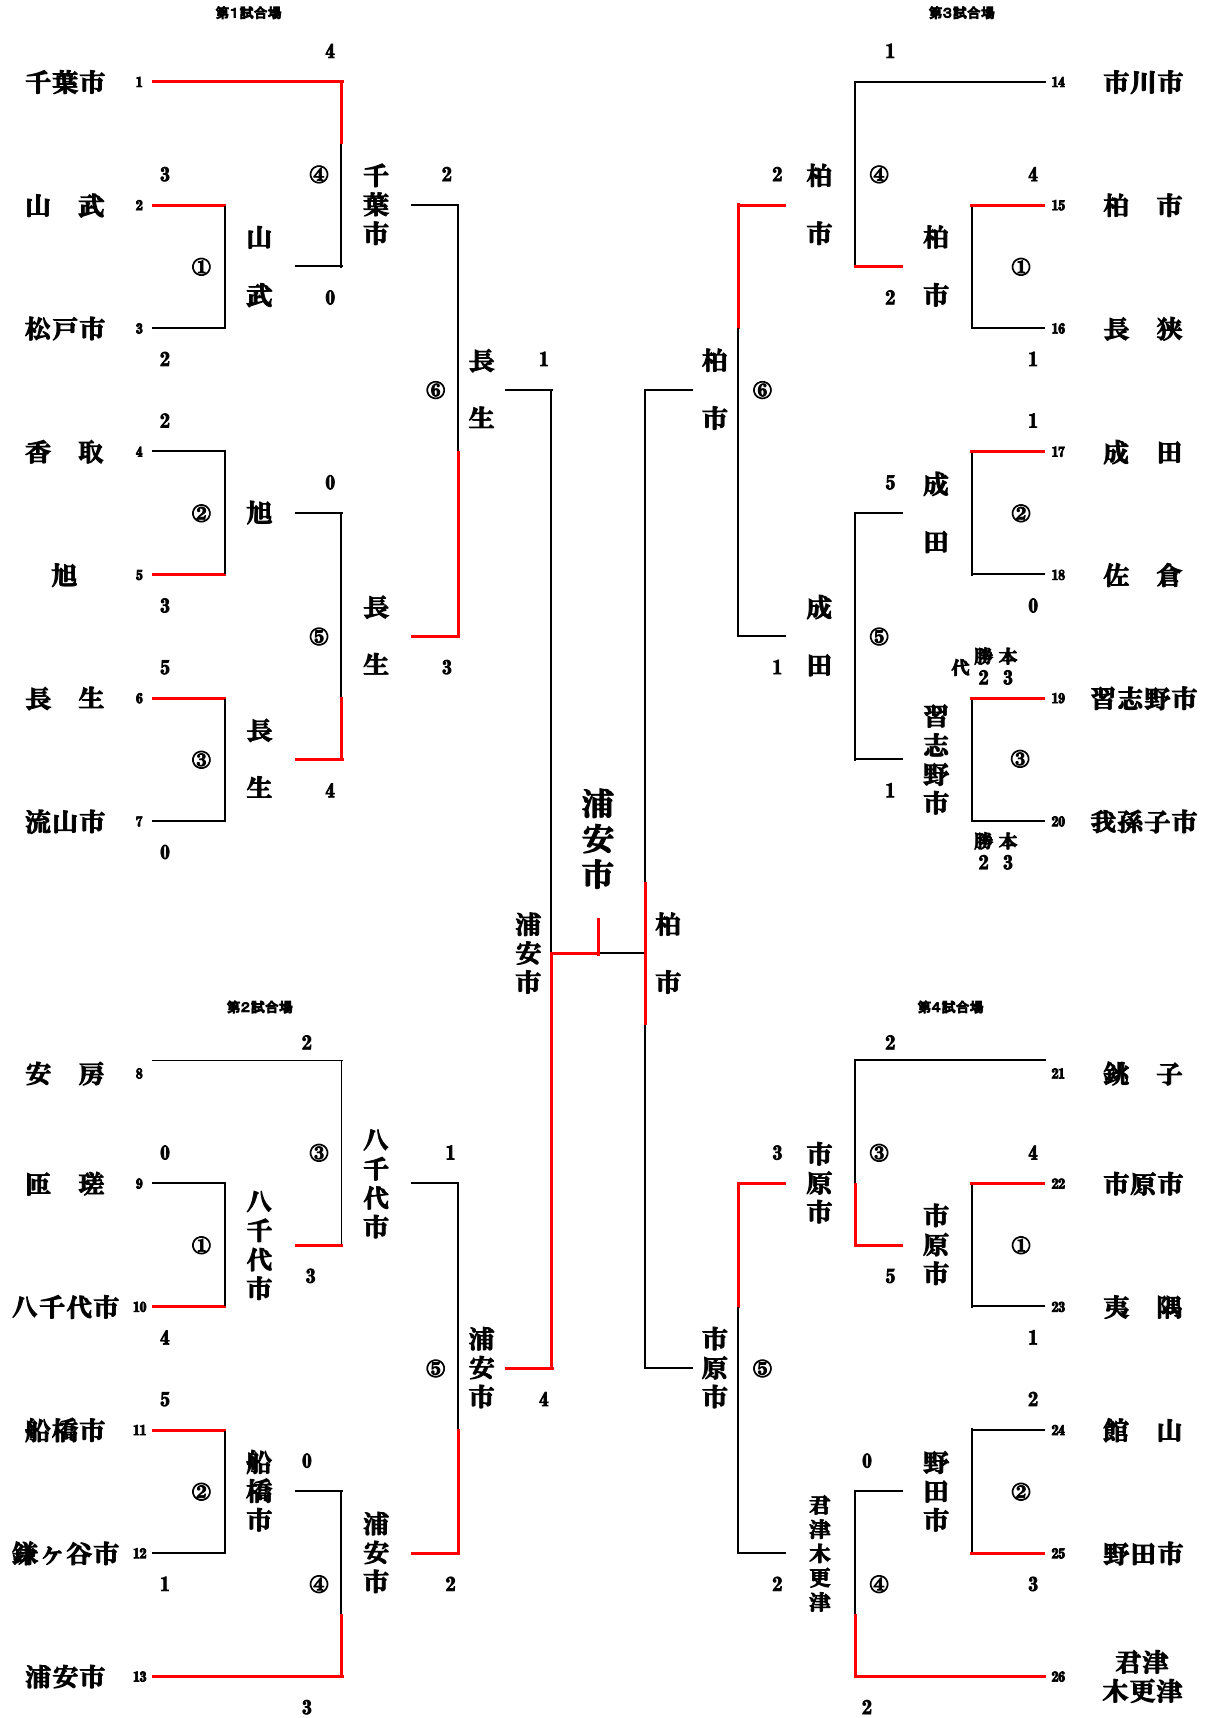 第1試合場
千葉市 1
4
④
千葉市
2
山　武 2
3
①
山武
0
松戸市 3
2
香　取 4
2
②
旭
0
旭 5
3
⑤
長生
3
長　生 6
5
③
長生
4
流山市 7
0
⑥
長生
1
第2試合場
安　房 8
2
③
八千代市
1
匝　瑳 9
0
①
八千代市
3
八千代市 10
4
船橋市 11
5
②
船橋市
0
鎌ヶ谷市 12
1
④
浦安市
2
浦安市 13
3
⑤
浦安市
4
浦安市
浦安市
柏市
第3試合場
1
14 市川市
④
柏市
2
4
15 柏　市
①
柏市
2
16 長　狭
1
1
17 成　田
②
成田
5
18 佐　倉
0
代 勝2 本3
19 習志野市
③
習志野市
1
20 我孫子市
勝2 本3
⑤
成田
1
⑥
柏市
第4試合場
2
21 銚　子
③
市原市
3
4
22 市原市
①
市原市
5
23 夷　隅
1
2
24 館　山
②
野田市
0
25 野田市
3
④
君津木更津
2
26 君津
木更津
2
⑤
市原市